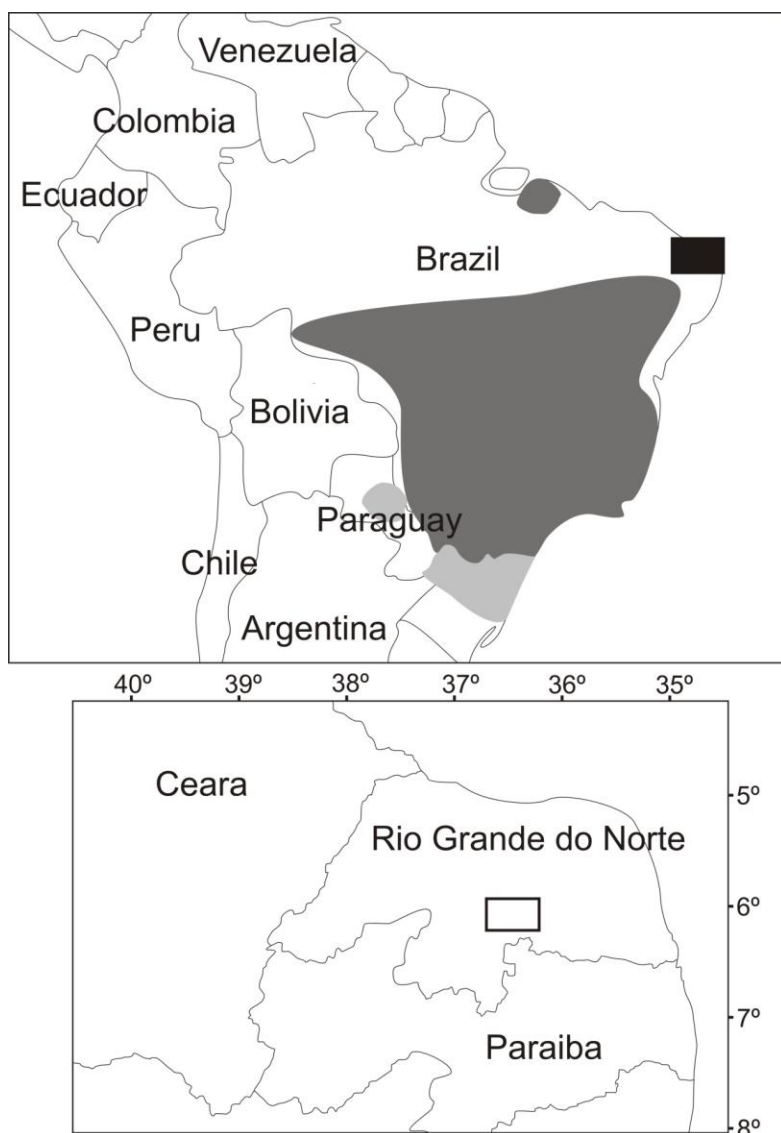 Venezuela
Colombia
Ecuador
Brazil
Peru
Bolivia
Paraguay
Chile
Argentina
40º 39º 38º 37º 36º 35º
Ceara
5º
Rio Grande do Norte
6º
7º
Paraiba
8º